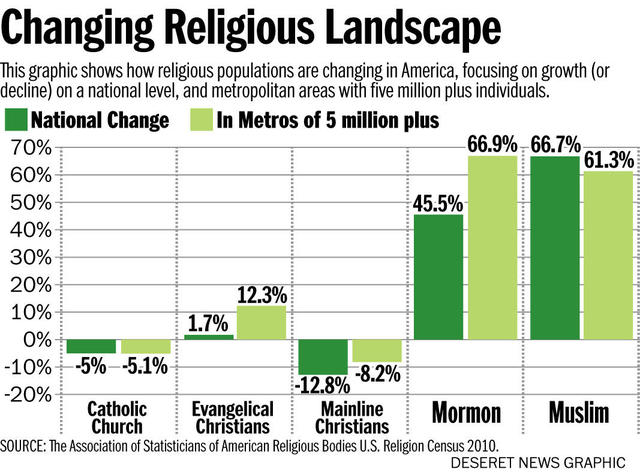 Changing Religious Landscape
This graphic shows how religious populations are changing in America, focusing on growth (or
decline) on a national level, and metropolitan areas with five million plus individuals.
National Change In Metros of 5 million plus
70%
60%
50%
40%
30%
20%
10%
0%
-10%
-20%
-5% -5.1%
1.7% 12.3%
-12.8% -8.2%
45.5% 66.9%
66.7% 61.3%
Catholic
Church
Evangelical
Christians
Mainline
Christians
Mormon
Muslim
SOURCE: The Association of Statisticians of American Religious Bodies U.S. Religion Census 2010.
DESERET NEWS GRAPHIC